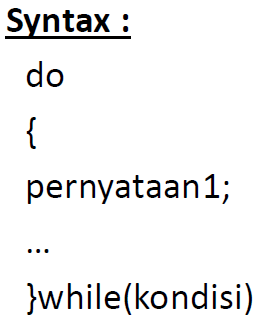 Syntax :
do
{
pernyataan1;
...
}while(kondisi)